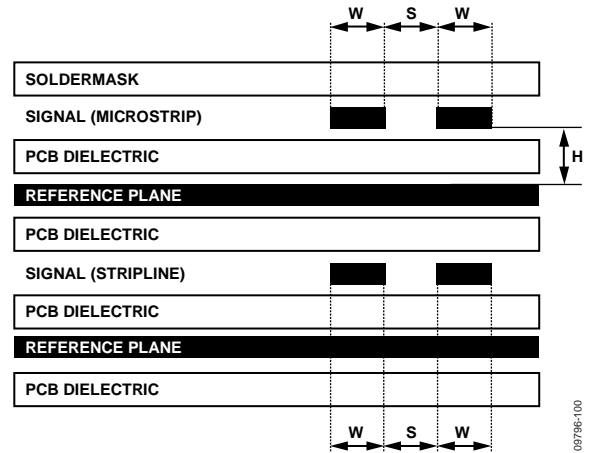 W S W
SOLDERMASK
SIGNAL (MICROSTRIP)
H
PCB DIELECTRIC
REFERENCE PLANE
PCB DIELECTRIC
SIGNAL (STRIPLINE)
PCB DIELECTRIC
REFERENCE PLANE
PCB DIELECTRIC
W S W
09796-100